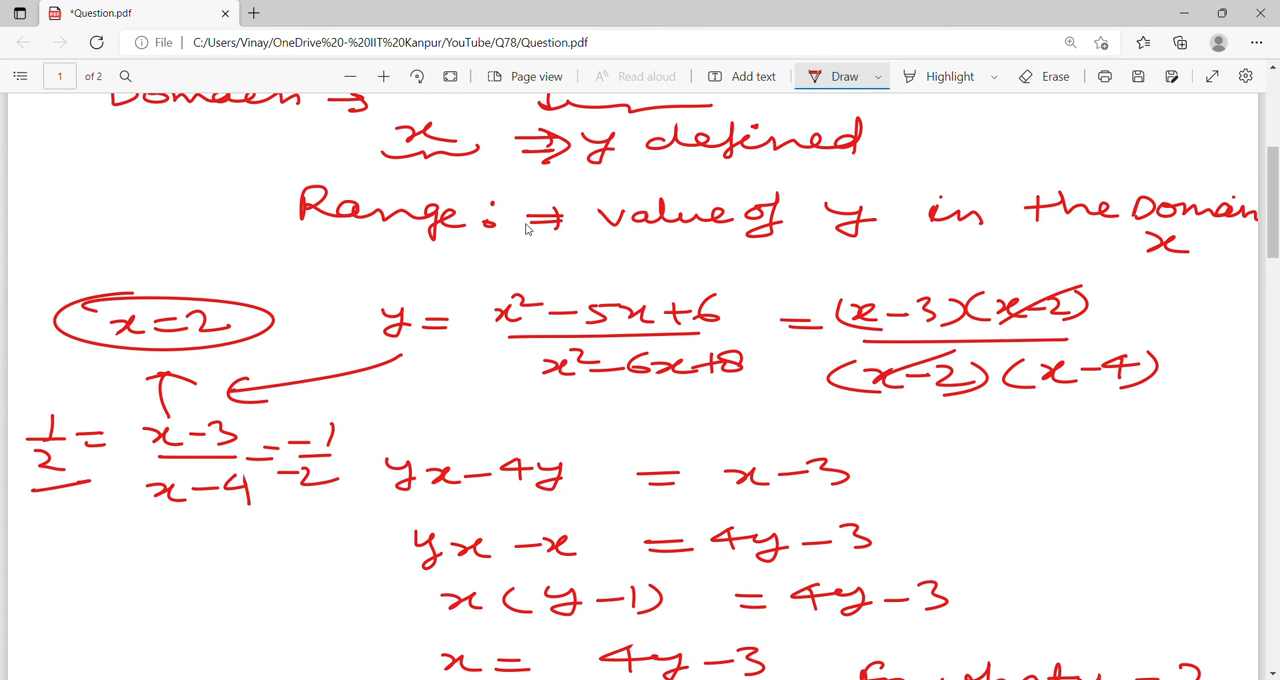 *Question.pdf
File C:/Users/Vinay/OneDrive%20-%20IIT%20Kanpur/YouTube/Q78/Question.pdf
1 of 2 Page view Read aloud Add text Draw Highlight Erase
Domain →
x ⇒ y defined
Range : ⇒ value of y in the Domain
x
x = 2
y = x² - 5x + 6 / x² - 6x + 8 = (x - 3)(x - 2) / (x - 2)(x - 4)
1/2 = x - 3 / x - 4 = -1 / -2
yx - 4y = x - 3
yx - x = 4y - 3
x ( y - 1 ) = 4y - 3
x = 4y - 3